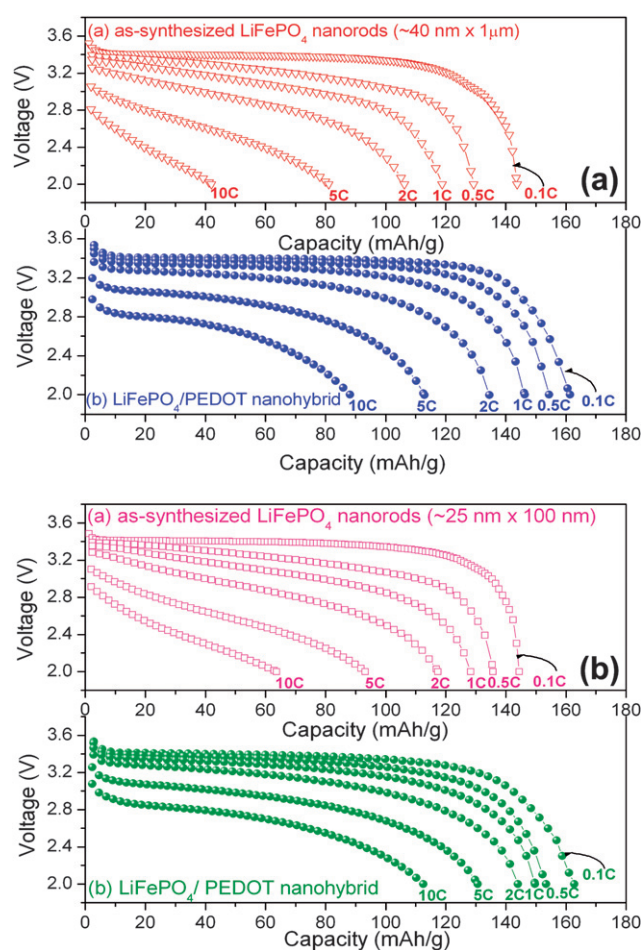 (a) as-synthesized LiFePO₄ nanorods (~40 nm x 1µm)
3.6
3.2
2.8
2.4
2.0
Voltage (V)
10C 5C 2C 1C 0.5C 0.1C
(a)
0 20 40 60 80 100 120 140 160 180
Capacity (mAh/g)
3.6
3.2
2.8
2.4
2.0
Voltage (V)
(b) LiFePO₄/PEDOT nanohybrid
10C 5C 2C 1C 0.5C 0.1C
0 20 40 60 80 100 120 140 160 180
Capacity (mAh/g)
(a) as-synthesized LiFePO₄ nanorods (~25 nm x 100 nm)
3.6
3.2
2.8
2.4
2.0
Voltage (V)
10C 5C 2C 1C 0.5C 0.1C
(b)
0 20 40 60 80 100 120 140 160 180
Capacity (mAh/g)
3.6
3.2
2.8
2.4
2.0
Voltage (V)
(b) LiFePO₄/ PEDOT nanohybrid
10C 5C 2C1C 0.5C 0.1C
0 20 40 60 80 100 120 140 160 180
Capacity (mAh/g)